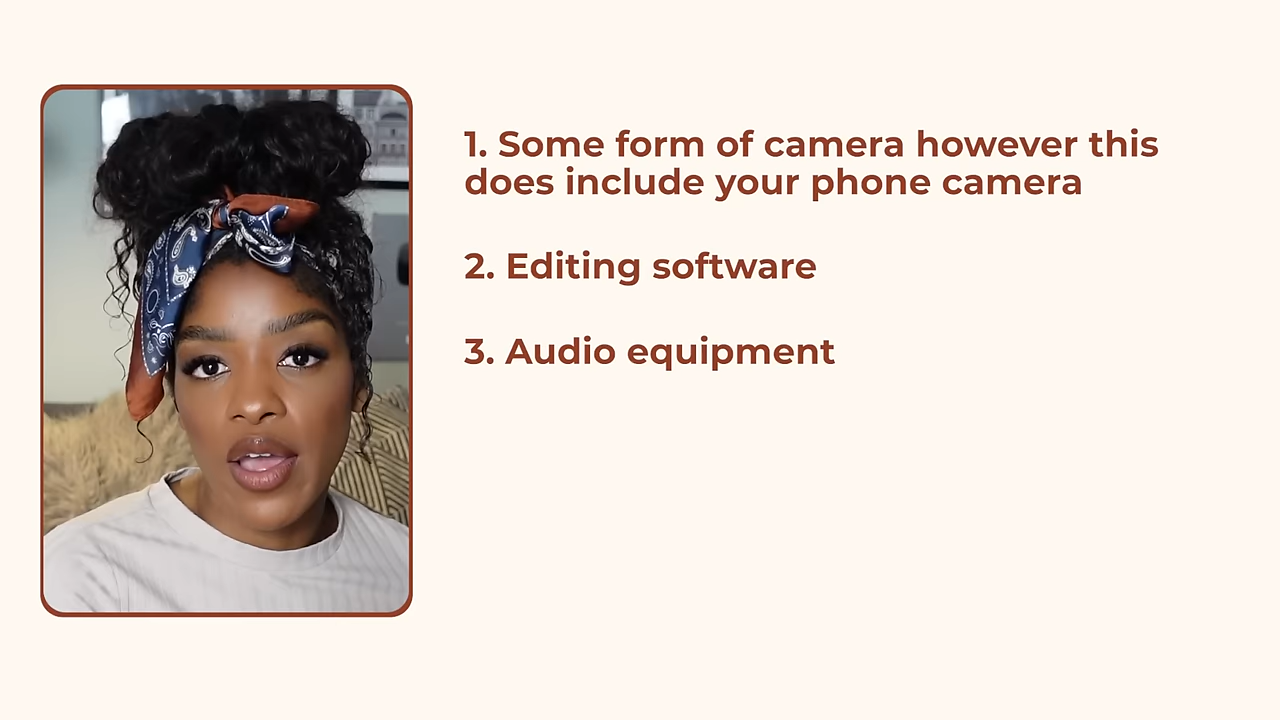 1. Some form of camera however this
does include your phone camera
2. Editing software
3. Audio equipment